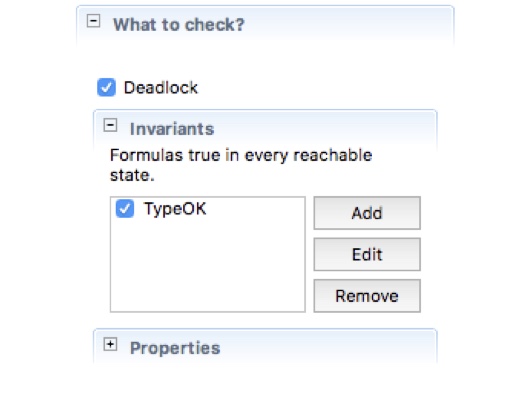 What to check?
Deadlock
Invariants
Formulas true in every reachable
state.
TypeOK
Add
Edit
Remove
Properties